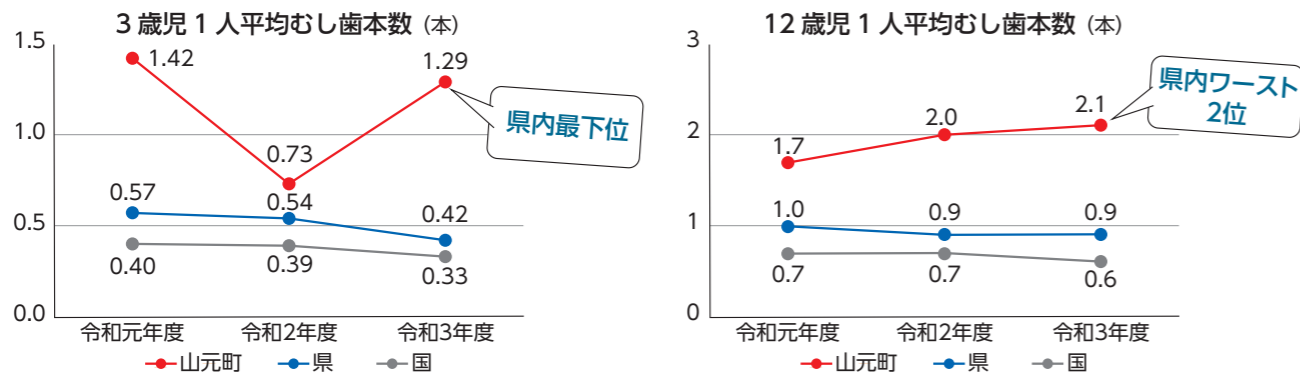 3歳児1人平均むし歯本数（本）
1.5
1.0
0.5
0.0
1.42
0.73
1.29
県内最下位
0.57
0.54
0.42
0.40
0.39
0.33
令和元年度
令和2年度
令和3年度
山元町
県
国
12歳児1人平均むし歯本数（本）
3
2
1
0
1.7
2.0
2.1
県内ワースト
2位
1.0
0.9
0.9
0.7
0.7
0.6
令和元年度
令和2年度
令和3年度
山元町
県
国